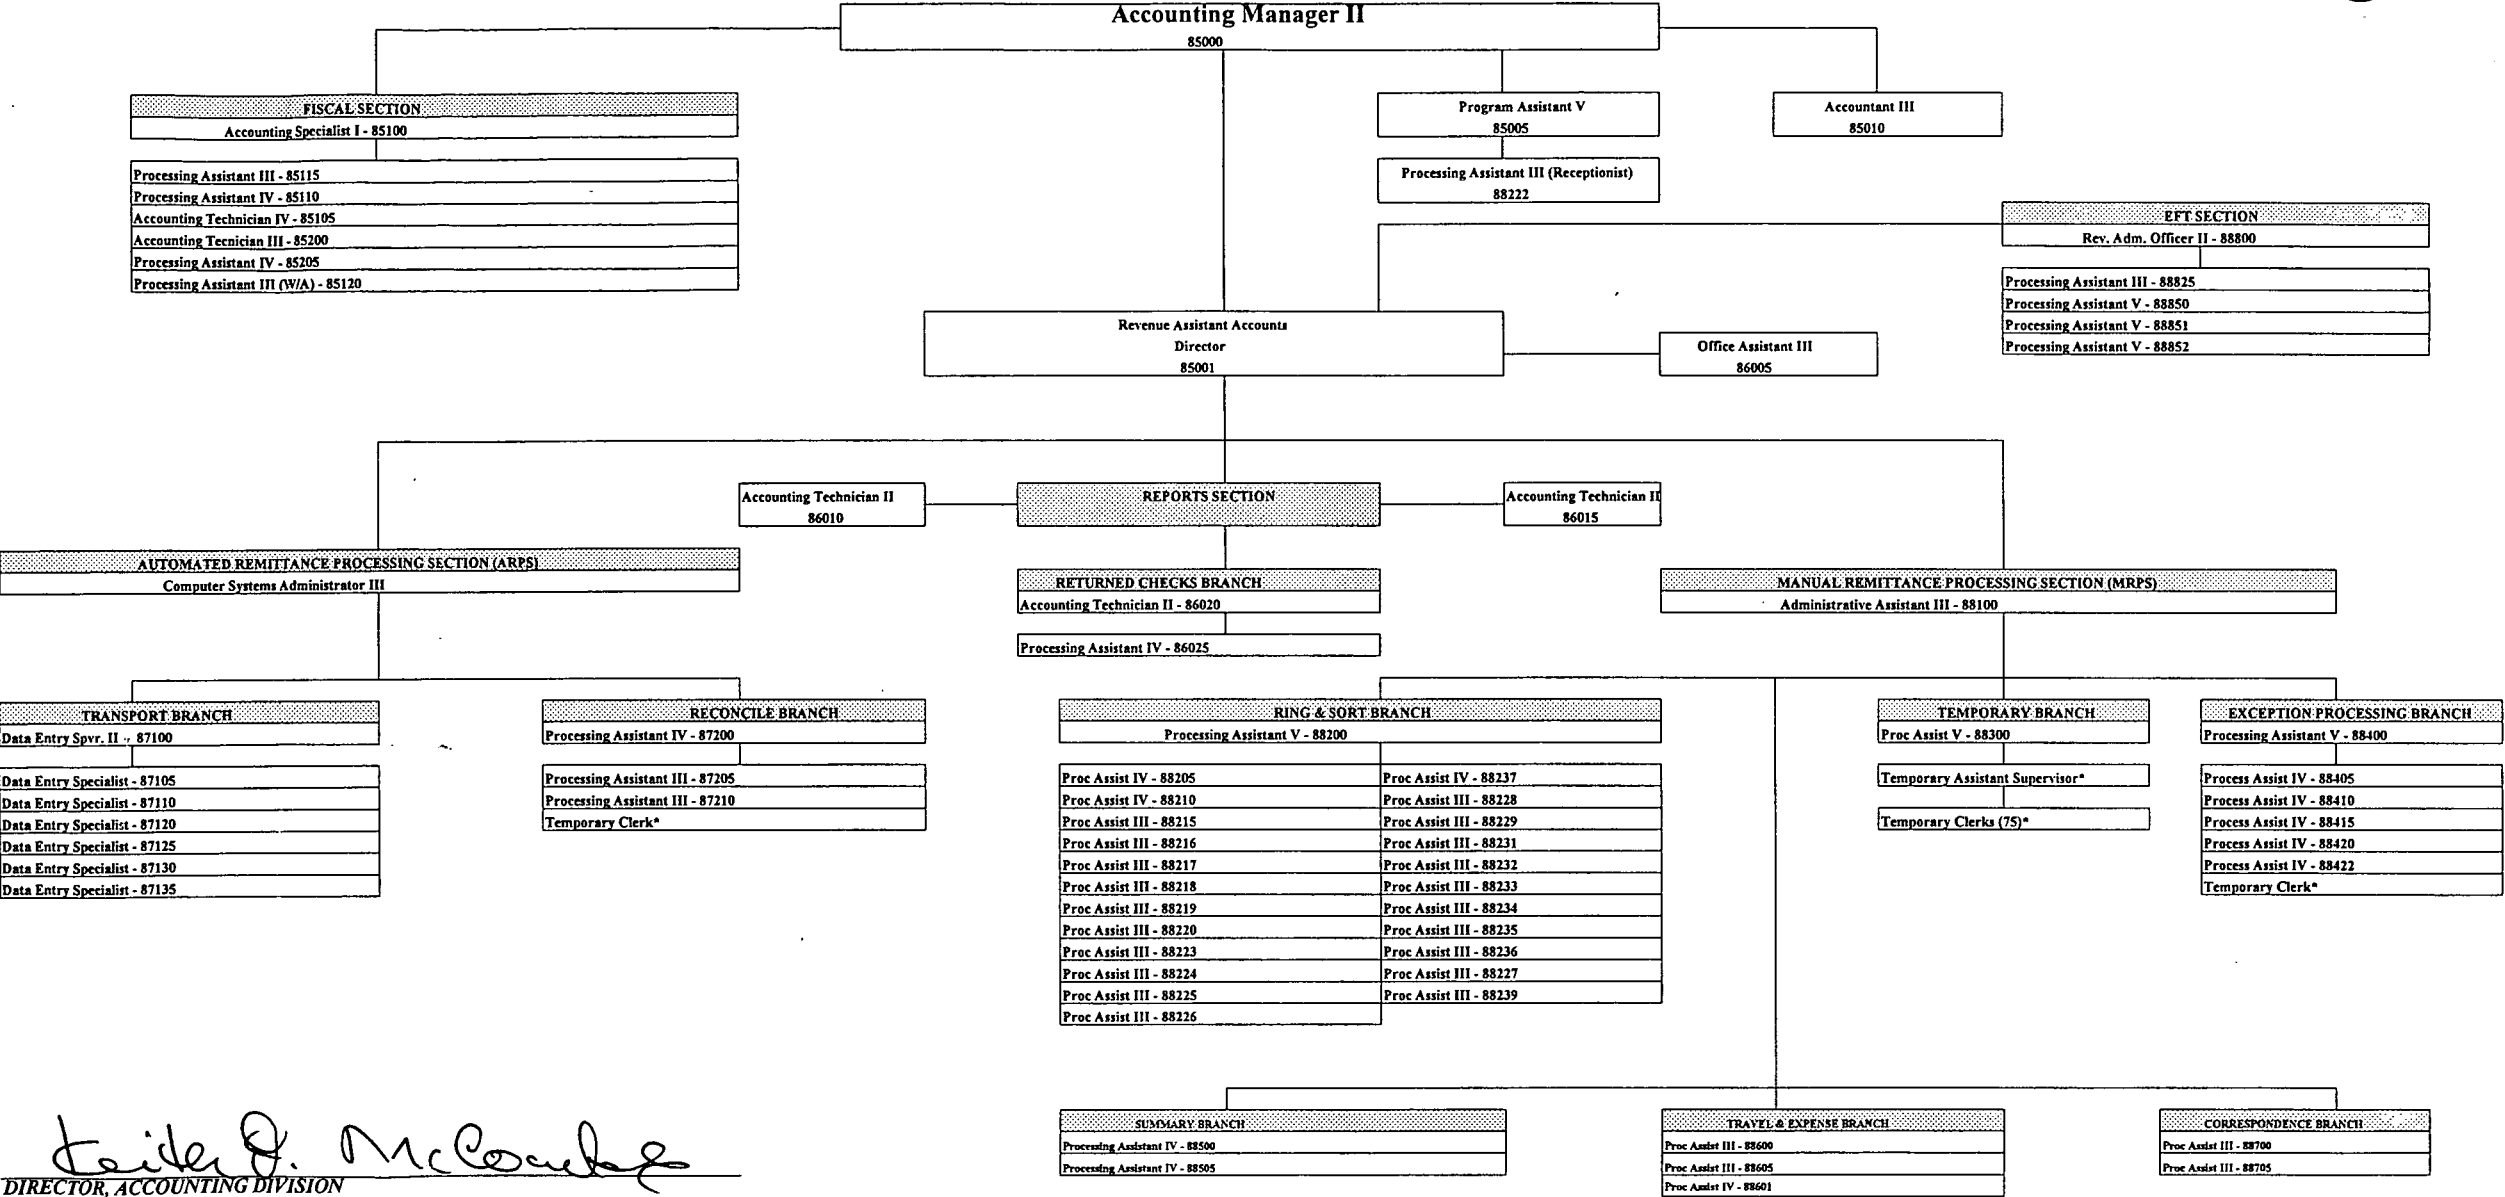 Accounting Manager II
85000
FISCAL SECTION
Accounting Specialist I - 85100
Processing Assistant III - 85115
Processing Assistant IV - 85110
Accounting Technician IV - 85105
Accounting Tecnician III - 85200
Processing Assistant IV - 85205
Processing Assistant III (W/A) - 85120
Program Assistant V
85005
Processing Assistant III (Receptionist)
88222
Accountant III
85010
EFT SECTION
Rev. Adm. Officer II - 88800
Processing Assistant III - 88825
Processing Assistant V - 88850
Processing Assistant V - 88851
Processing Assistant V - 88852
Revenue Assistant Accounts
Director
85001
Office Assistant III
86005
Accounting Technician II
86010
REPORTS SECTION
Accounting Technician II
86015
AUTOMATED REMITTANCE PROCESSING SECTION (ARPS)
Computer Systems Administrator III
RETURNED CHECKS BRANCH
Accounting Technician II - 86020
Processing Assistant IV - 86025
MANUAL REMITTANCE PROCESSING SECTION (MRPS)
Administrative Assistant III - 88100
TRANSPORT BRANCH
Data Entry Spvr. II - 87100
Data Entry Specialist - 87105
Data Entry Specialist - 87110
Data Entry Specialist - 87120
Data Entry Specialist - 87125
Data Entry Specialist - 87130
Data Entry Specialist - 87135
RECONCILE BRANCH
Processing Assistant IV - 87200
Processing Assistant III - 87205
Processing Assistant III - 87210
Temporary Clerk*
RING & SORT BRANCH
Processing Assistant V - 88200
Proc Assist IV - 88205
Proc Assist IV - 88210
Proc Assist III - 88215
Proc Assist III - 88216
Proc Assist III - 88217
Proc Assist III - 88218
Proc Assist III - 88219
Proc Assist III - 88220
Proc Assist III - 88223
Proc Assist III - 88224
Proc Assist III - 88225
Proc Assist III - 88226
Proc Assist IV - 88237
Proc Assist III - 88228
Proc Assist III - 88229
Proc Assist III - 88231
Proc Assist III - 88232
Proc Assist III - 88233
Proc Assist III - 88234
Proc Assist III - 88235
Proc Assist III - 88236
Proc Assist III - 88227
Proc Assist III - 88239
TEMPORARY BRANCH
Proc Assist V - 88300
Temporary Assistant Supervisor*
Temporary Clerks (75)*
EXCEPTION PROCESSING BRANCH
Processing Assistant V - 88400
Process Assist IV - 88405
Process Assist IV - 88410
Process Assist IV - 88415
Process Assist IV - 88420
Process Assist IV - 88422
Temporary Clerk*
SUMMARY BRANCH
Processing Assistant IV - 88500
Processing Assistant IV - 88505
TRAVEL & EXPENSE BRANCH
Proc Assist III - 88600
Proc Assist III - 88605
Proc Assist IV - 88601
CORRESPONDENCE BRANCH
Proc Assist III - 88700
Proc Assist III - 88705
DIRECTOR, ACCOUNTING DIVISION